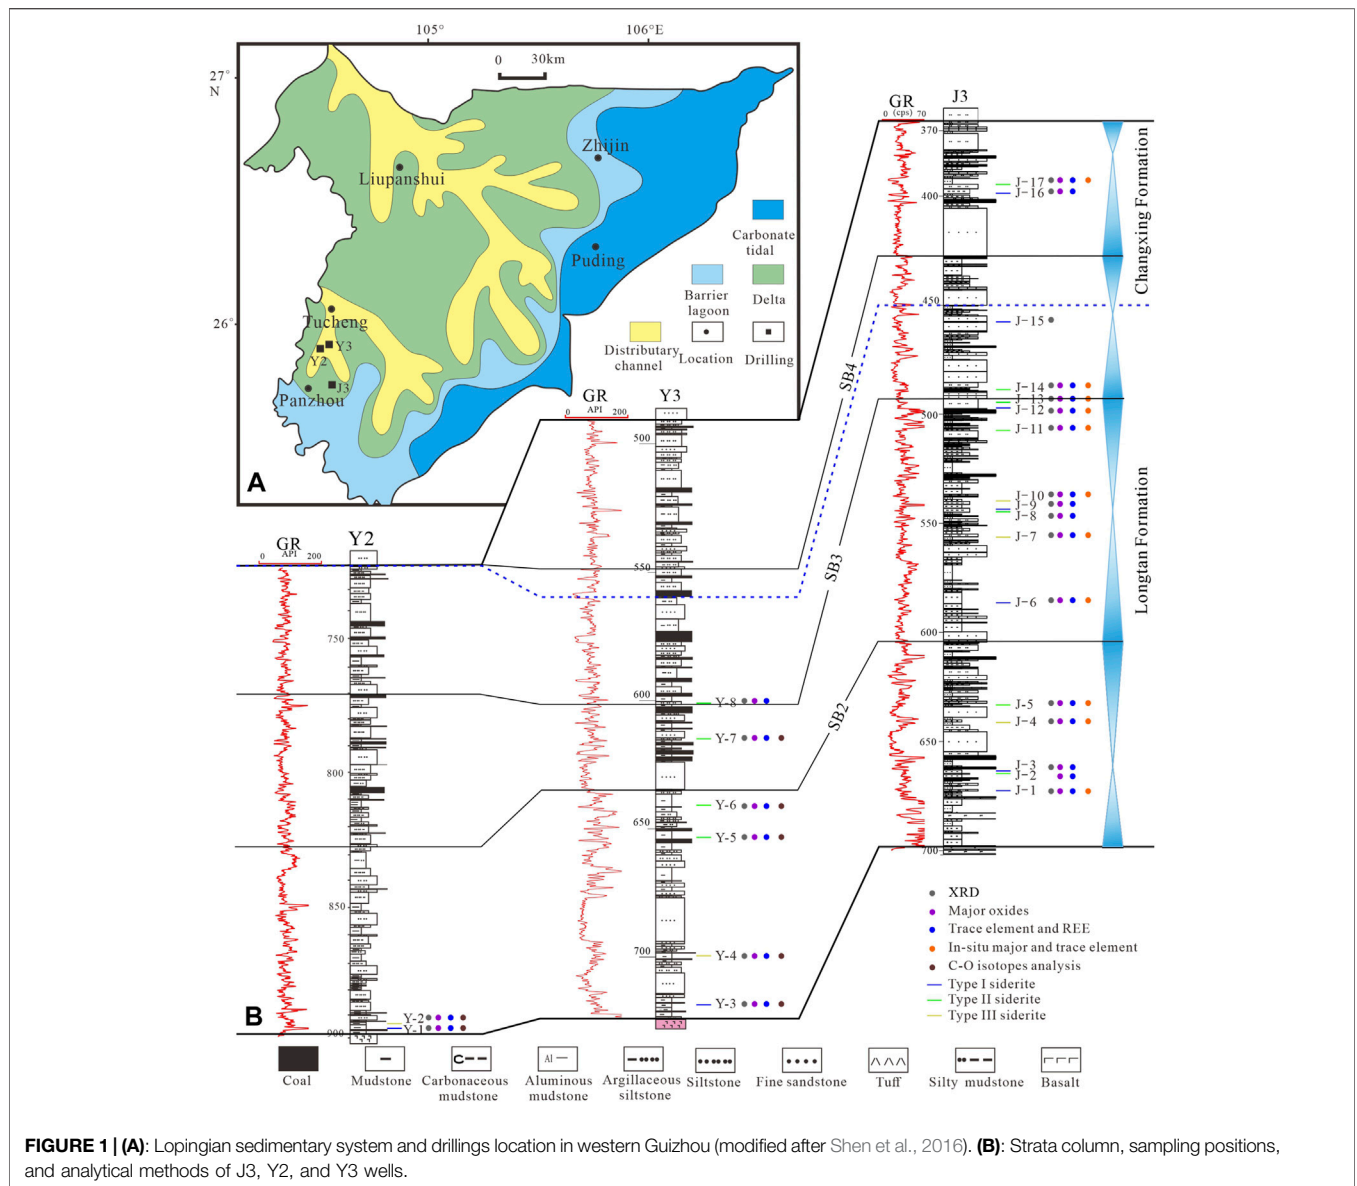 105°
106°E
27°
N
0 30km
Zhijin
Liupanshui
Carbonate
tidal
Puding
Barrier
lagoon
Delta
26°
Tucheng
Y3
Y2
J3
Panzhou
Distributary
channel
Location
Drilling
A
GR
0 (cps) 70
J3
370
400
450
500
550
600
650
700
J-17
J-16
J-15
J-14
J-13
J-12
J-11
J-10
J-9
J-8
J-7
J-6
J-5
J-4
J-3
J-2
J-1
Changxing Formation
Longtan Formation
SB4
SB3
SB2
GR
API
0 200
Y3
500
550
600
650
700
Y-8
Y-7
Y-6
Y-5
Y-4
Y-3
GR
API
0 200
Y2
750
800
850
900
Y-2
Y-1
B
XRD
Major oxides
Trace element and REE
In-situ major and trace element
C-O isotopes analysis
Type I siderite
Type II siderite
Type III siderite
Al
Coal
Mudstone
Carbonaceous
mudstone
Aluminous
mudstone
Argillaceous
siltstone
Siltstone
Fine sandstone
Tuff
Silty mudstone
Basalt
FIGURE 1 | (A): Lopingian sedimentary system and drillings location in western Guizhou (modified after Shen et al., 2016). (B): Strata column, sampling positions,
and analytical methods of J3, Y2, and Y3 wells.